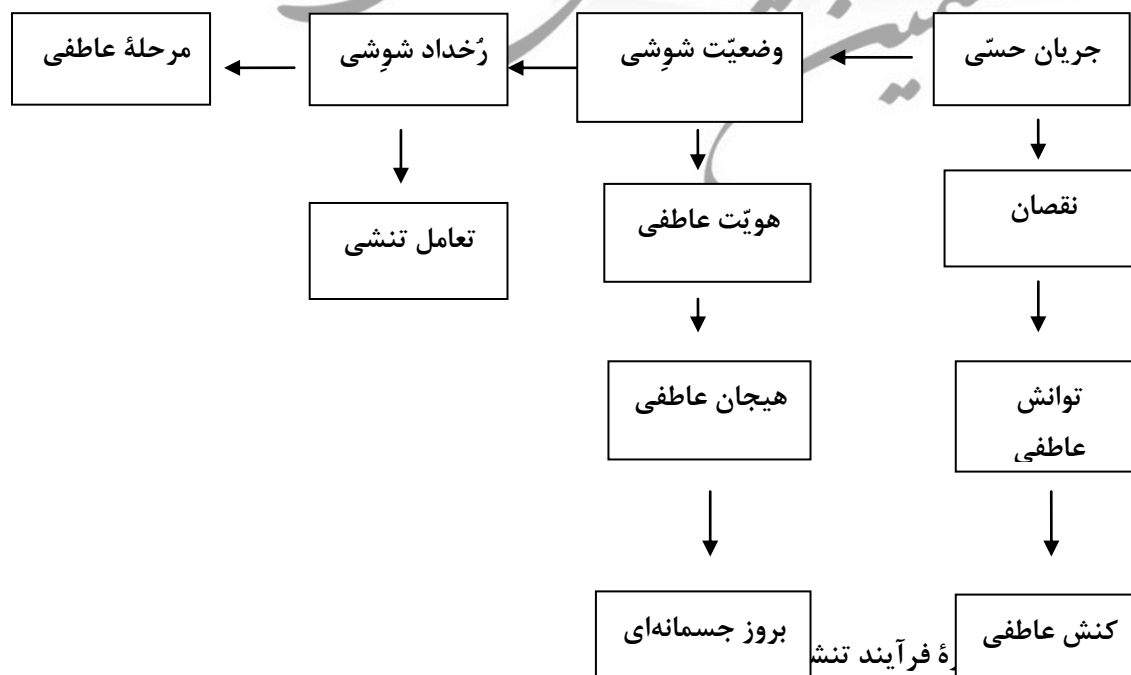 جریان حسّی
وضعیّت شوِشی
رُخداد شوِشی
مرحلهٔ عاطفی
نقصان
هویّت عاطفی
تعامل تنشی
توانش
عاطفی
هیجان عاطفی
کنش عاطفی
بروز جسمانه‌ای
فرآیند